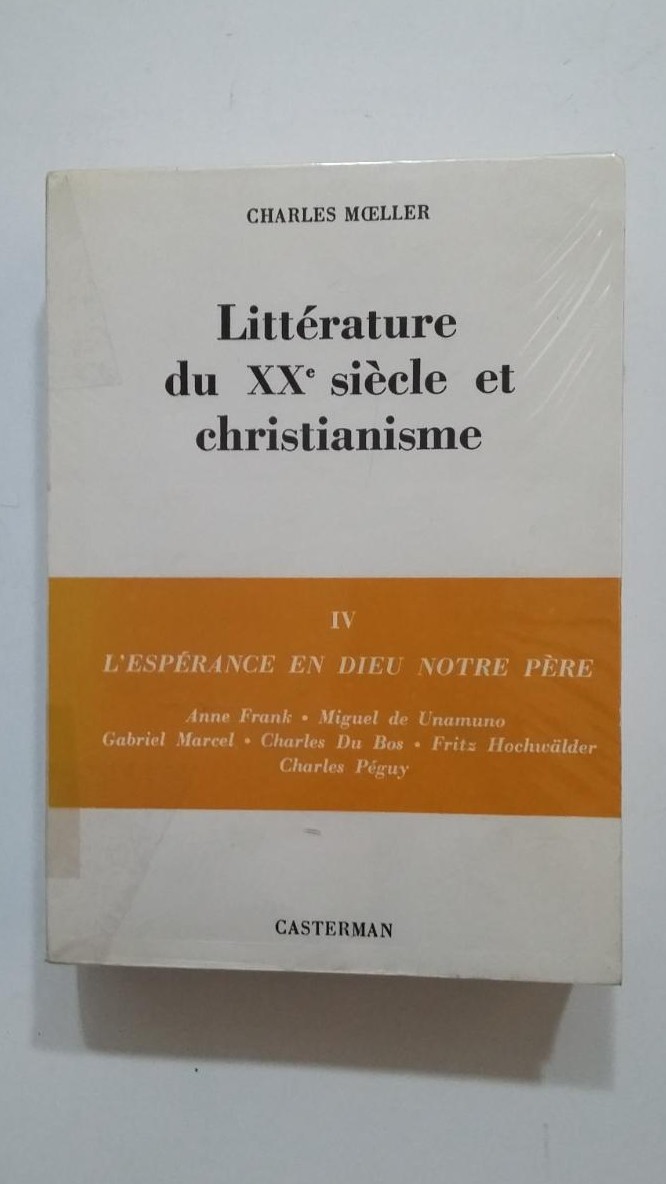 CHARLES MŒLLER
Littérature
du XXe siècle et
christianisme
IV
L'ESPÉRANCE EN DIEU NOTRE PÈRE
Anne Frank • Miguel de Unamuno
Gabriel Marcel • Charles Du Bos • Fritz Hochwälder
Charles Péguy
CASTERMAN